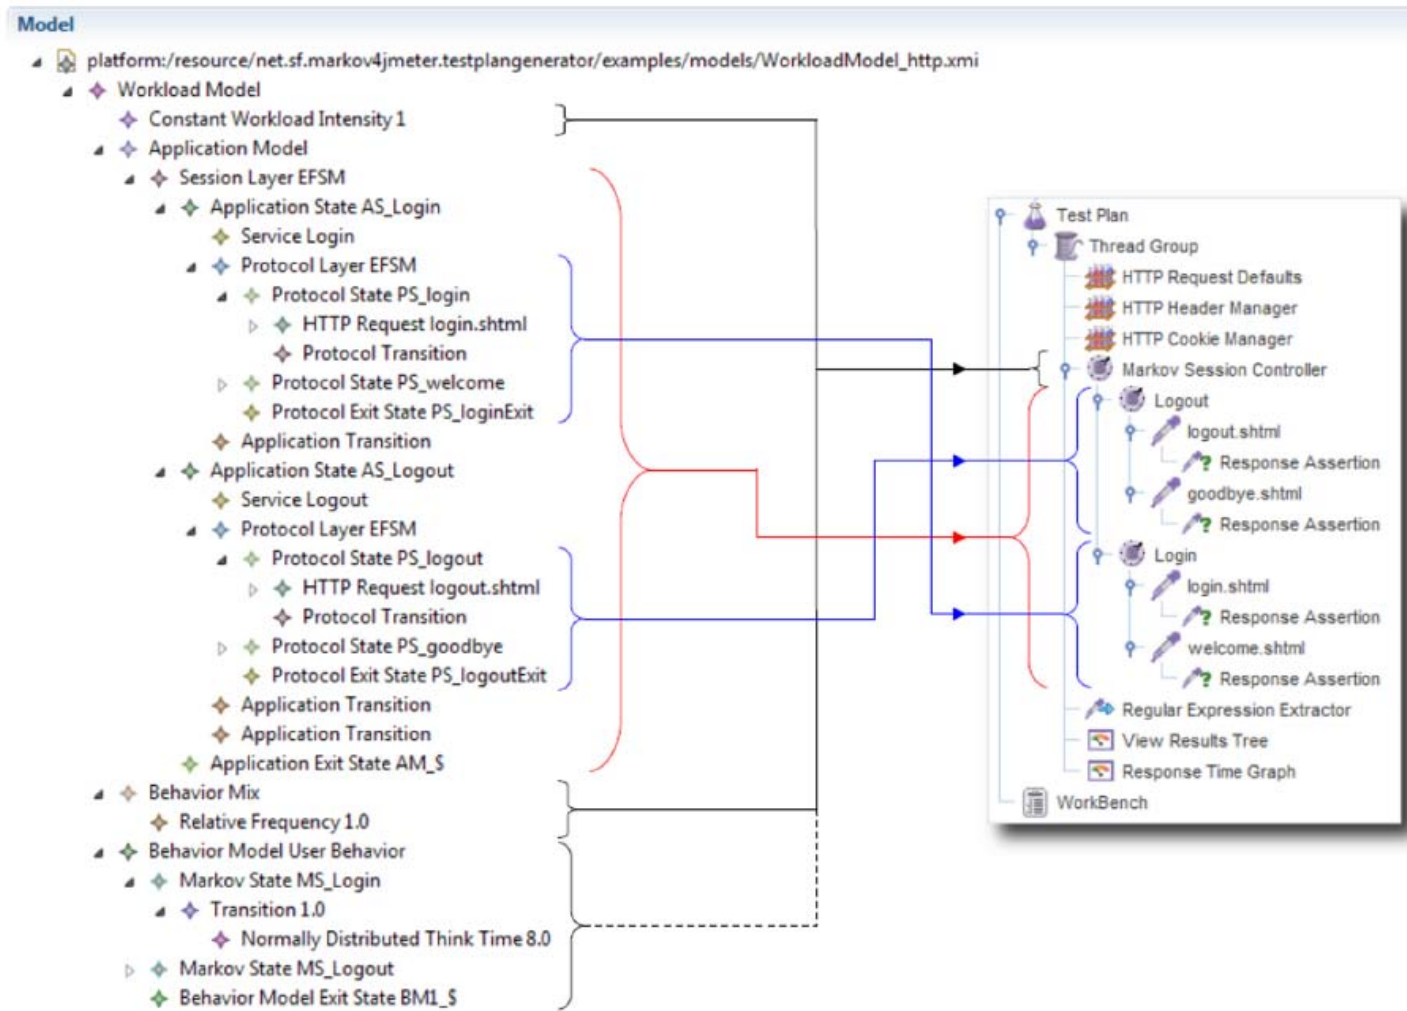 Model
platform:/resource/net.sf.markov4jmeter.testplangenerator/examples/models/WorkloadModel_http.xmi
Workload Model
Constant Workload Intensity 1
Application Model
Session Layer EFSM
Application State AS_Login
Service Login
Protocol Layer EFSM
Protocol State PS_login
HTTP Request login.shtml
Protocol Transition
Protocol State PS_welcome
Protocol Exit State PS_loginExit
Application Transition
Application State AS_Logout
Service Logout
Protocol Layer EFSM
Protocol State PS_logout
HTTP Request logout.shtml
Protocol Transition
Protocol State PS_goodbye
Protocol Exit State PS_logoutExit
Application Transition
Application Transition
Application Exit State AM_$
Behavior Mix
Relative Frequency 1.0
Behavior Model User Behavior
Markov State MS_Login
Transition 1.0
Normally Distributed Think Time 8.0
Markov State MS_Logout
Behavior Model Exit State BM1_$
Test Plan
Thread Group
HTTP Request Defaults
HTTP Header Manager
HTTP Cookie Manager
Markov Session Controller
Logout
logout.shtml
Response Assertion
goodbye.shtml
Response Assertion
Login
login.shtml
Response Assertion
welcome.shtml
Response Assertion
Regular Expression Extractor
View Results Tree
Response Time Graph
WorkBench